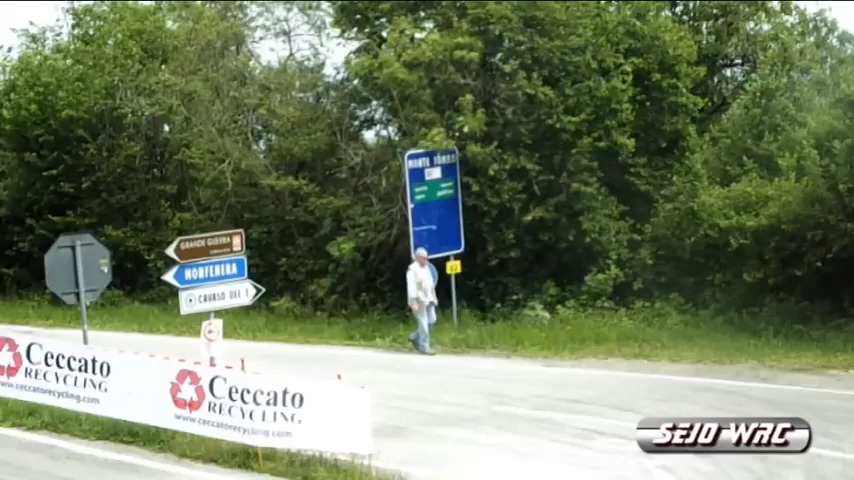 MONTE TOMBA
GRANDE GUERRA
MONFENERA
CAVASO DEL T.
Ceccato
RECYCLING
www.ceccatorecycling.com
Ceccato
RECYCLING
www.ceccatorecycling.com
SEJO WRC